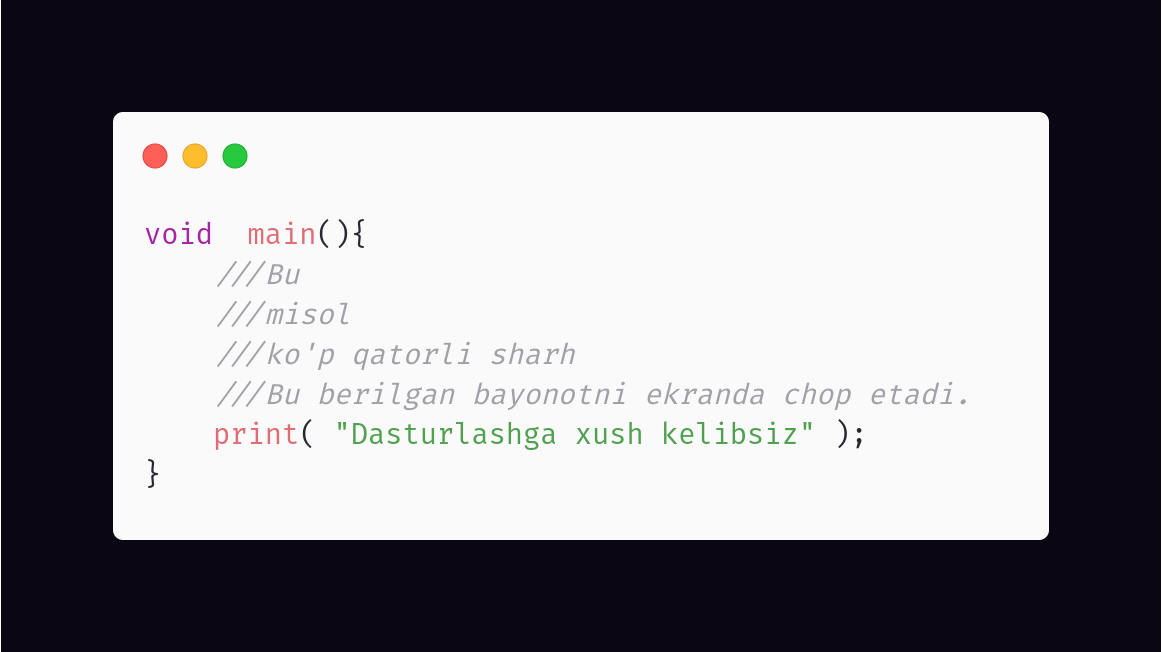 void  main(){
///Bu
///misol
///ko'p qatorli sharh
///Bu berilgan bayonotni ekranda chop etadi.
print( "Dasturlashga xush kelibsiz" );
}